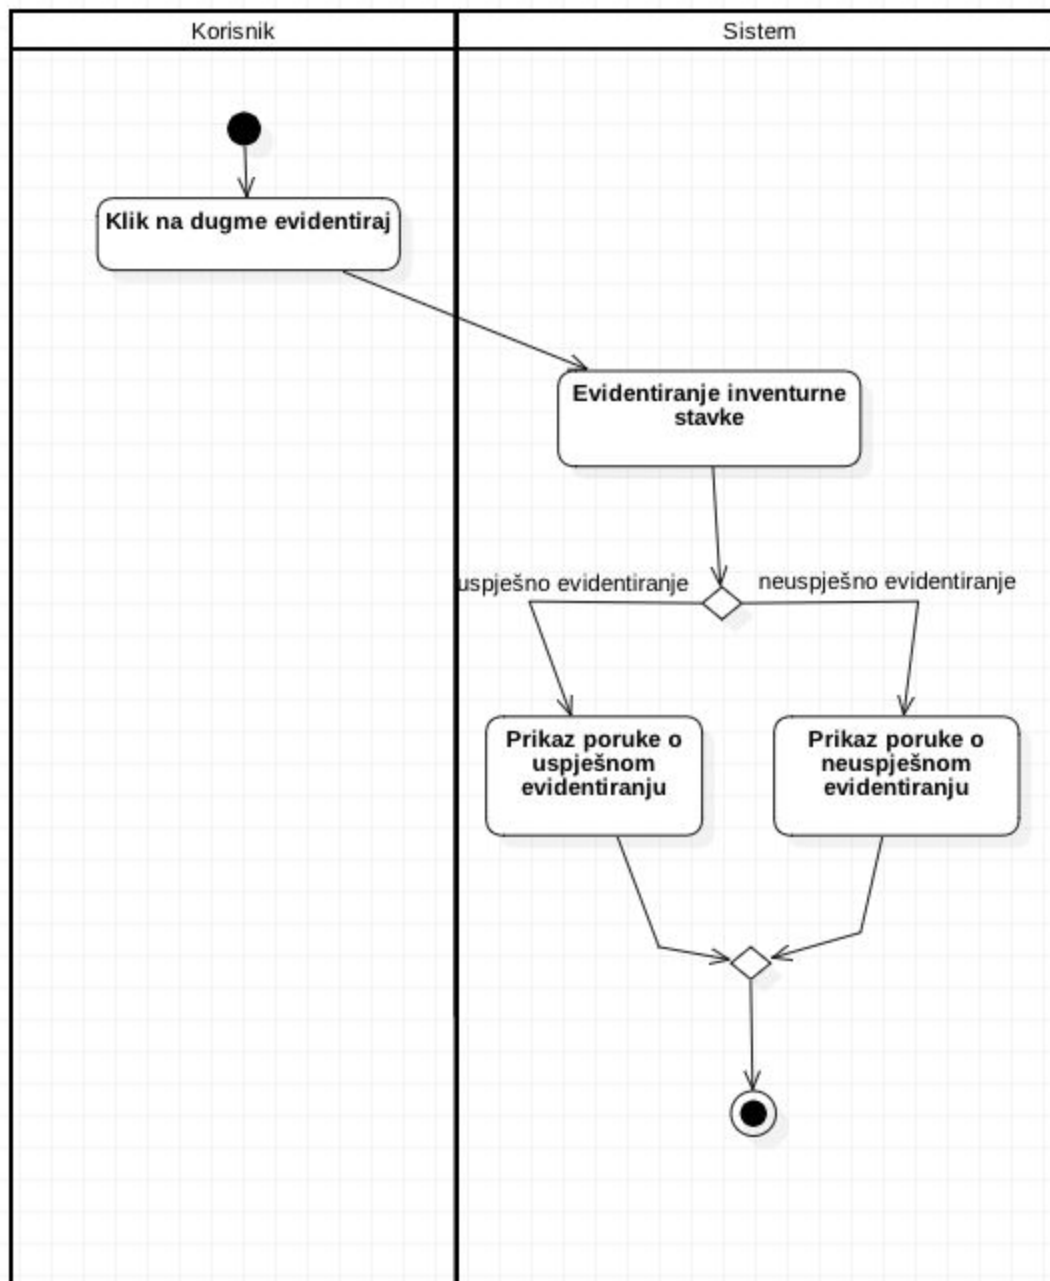 Korisnik
Sistem
Klik na dugme evidentiraj
Evidentiranje inventurne
stavke
uspješno evidentiranje
neuspješno evidentiranje
Prikaz poruke o
uspješnom
evidentiranju
Prikaz poruke o
neuspješnom
evidentiranju